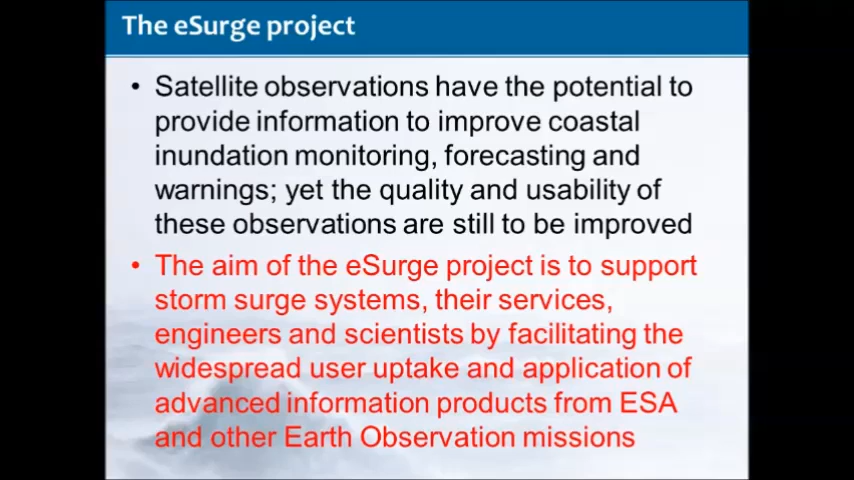 The eSurge project
• Satellite observations have the potential to
provide information to improve coastal
inundation monitoring, forecasting and
warnings; yet the quality and usability of
these observations are still to be improved
• The aim of the eSurge project is to support
storm surge systems, their services,
engineers and scientists by facilitating the
widespread user uptake and application of
advanced information products from ESA
and other Earth Observation missions